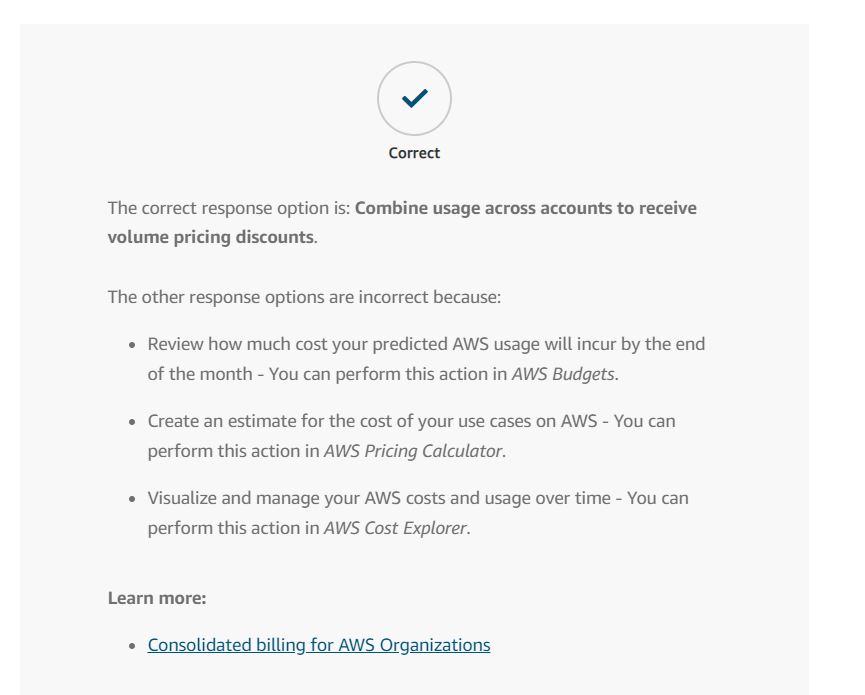 Correct
The correct response option is: Combine usage across accounts to receive
volume pricing discounts.
The other response options are incorrect because:
• Review how much cost your predicted AWS usage will incur by the end
of the month - You can perform this action in AWS Budgets.
• Create an estimate for the cost of your use cases on AWS - You can
perform this action in AWS Pricing Calculator.
• Visualize and manage your AWS costs and usage over time - You can
perform this action in AWS Cost Explorer.
Learn more:
• Consolidated billing for AWS Organizations